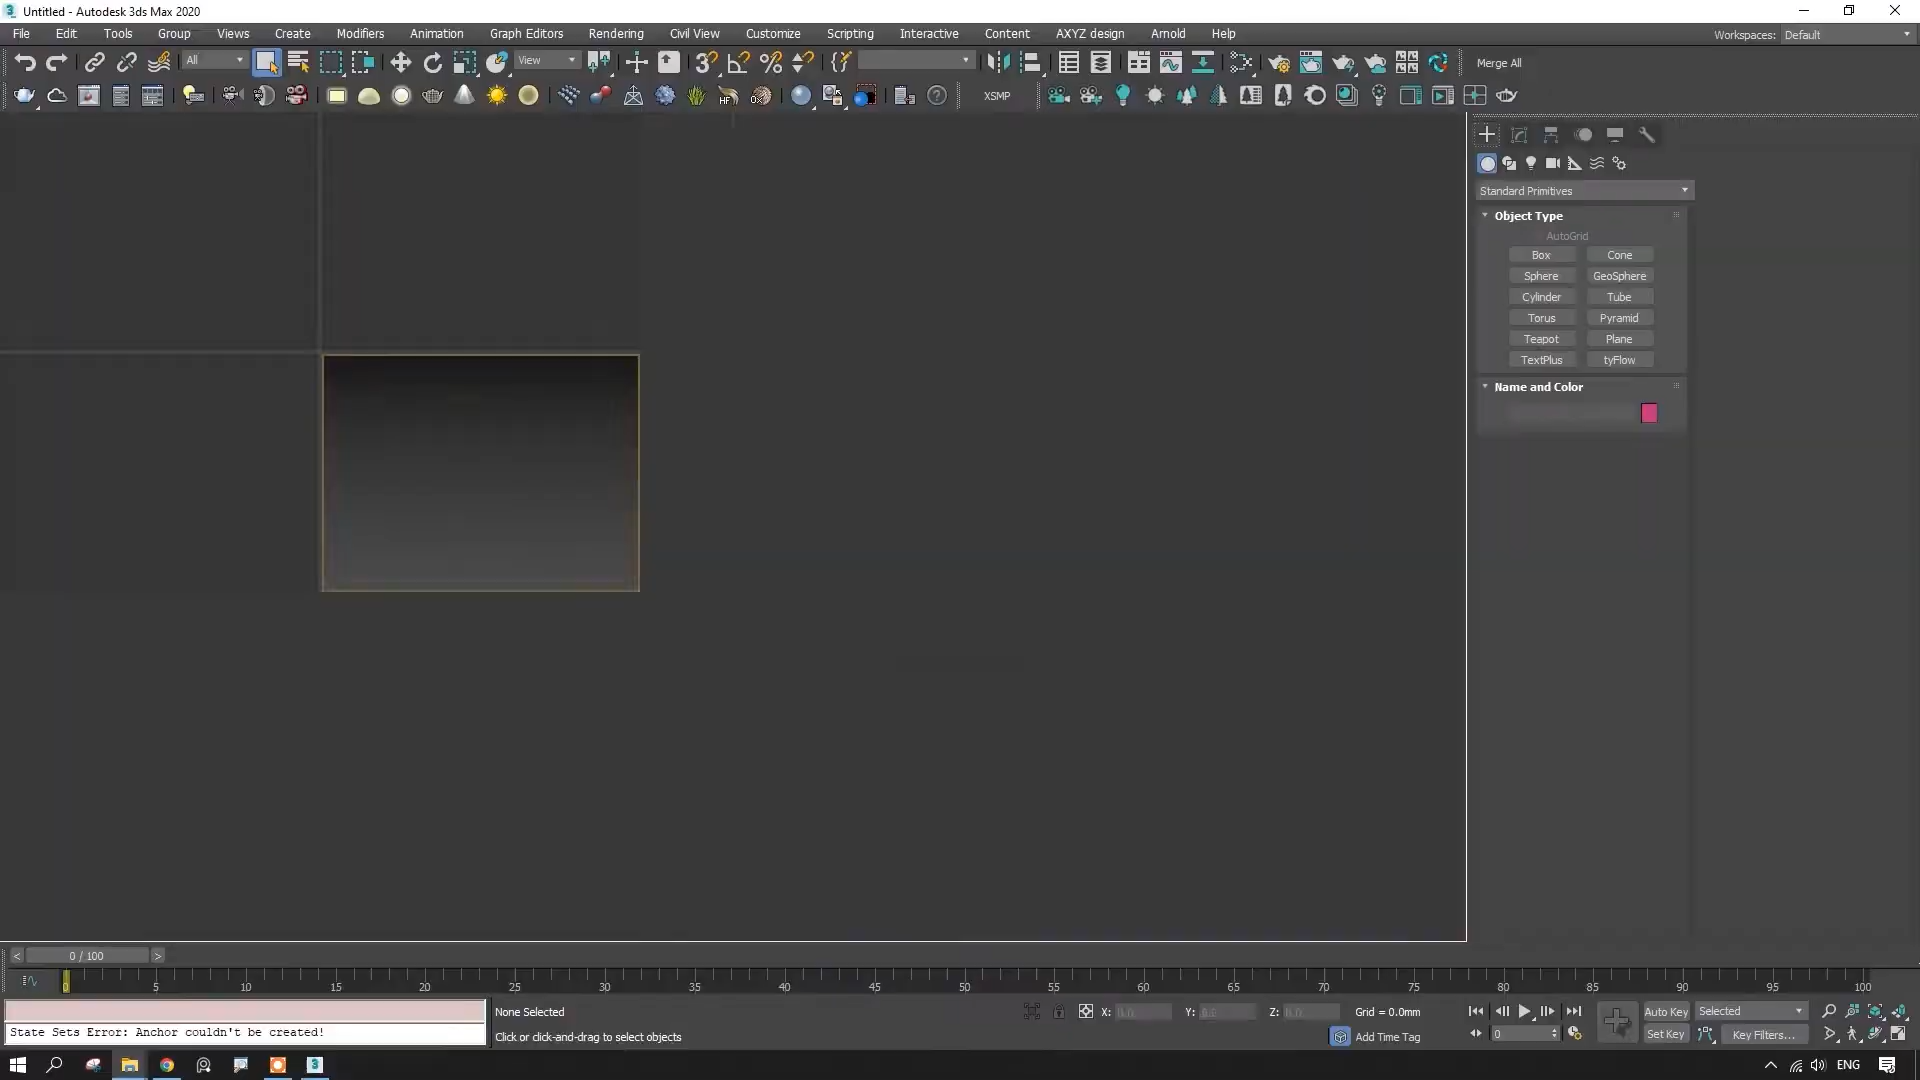 Untitled - Autodesk 3ds Max 2020
File Edit Tools Group Views Create Modifiers Animation Graph Editors Rendering Civil View Customize Scripting Interactive Content AXYZ design Arnold Help Workspaces: Default
All View Merge All
HF XSMP
Standard Primitives
Object Type
AutoGrid
Box Cone
Sphere GeoSphere
Cylinder Tube
Torus Pyramid
Teapot Plane
TextPlus tyFlow
Name and Color
< 0 / 100 >
0 5 10 15 20 25 30 35 40 45 50 55 60 65 70 75 80 85 90 95 100
None Selected X: 0.0 Y: 0.0 Z: 0.0 Grid = 0.0mm Auto Key Selected
State Sets Error: Anchor couldn't be created! Click or click-and-drag to select objects Add Time Tag 0 Set Key Key Filters...
ENG